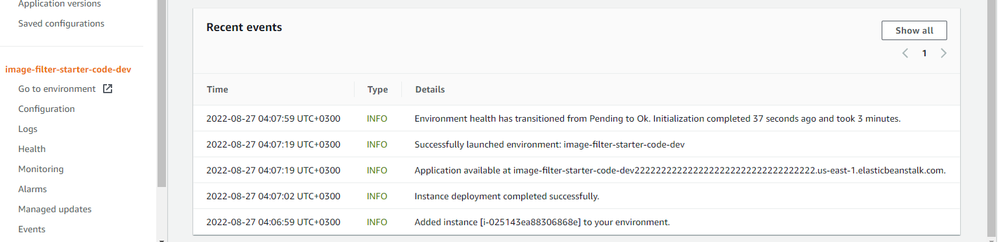 Application versions
Saved configurations
image-filter-starter-code-dev
Go to environment
Configuration
Logs
Health
Monitoring
Alarms
Managed updates
Events
Recent events
Show all
1
Time Type Details
2022-08-27 04:07:59 UTC+0300 INFO Environment health has transitioned from Pending to Ok. Initialization completed 37 seconds ago and took 3 minutes.
2022-08-27 04:07:19 UTC+0300 INFO Successfully launched environment: image-filter-starter-code-dev
2022-08-27 04:07:19 UTC+0300 INFO Application available at image-filter-starter-code-dev22222222222222222222222222222222222.us-east-1.elasticbeanstalk.com.
2022-08-27 04:07:02 UTC+0300 INFO Instance deployment completed successfully.
2022-08-27 04:06:59 UTC+0300 INFO Added instance [i-025143ea88306868e] to your environment.